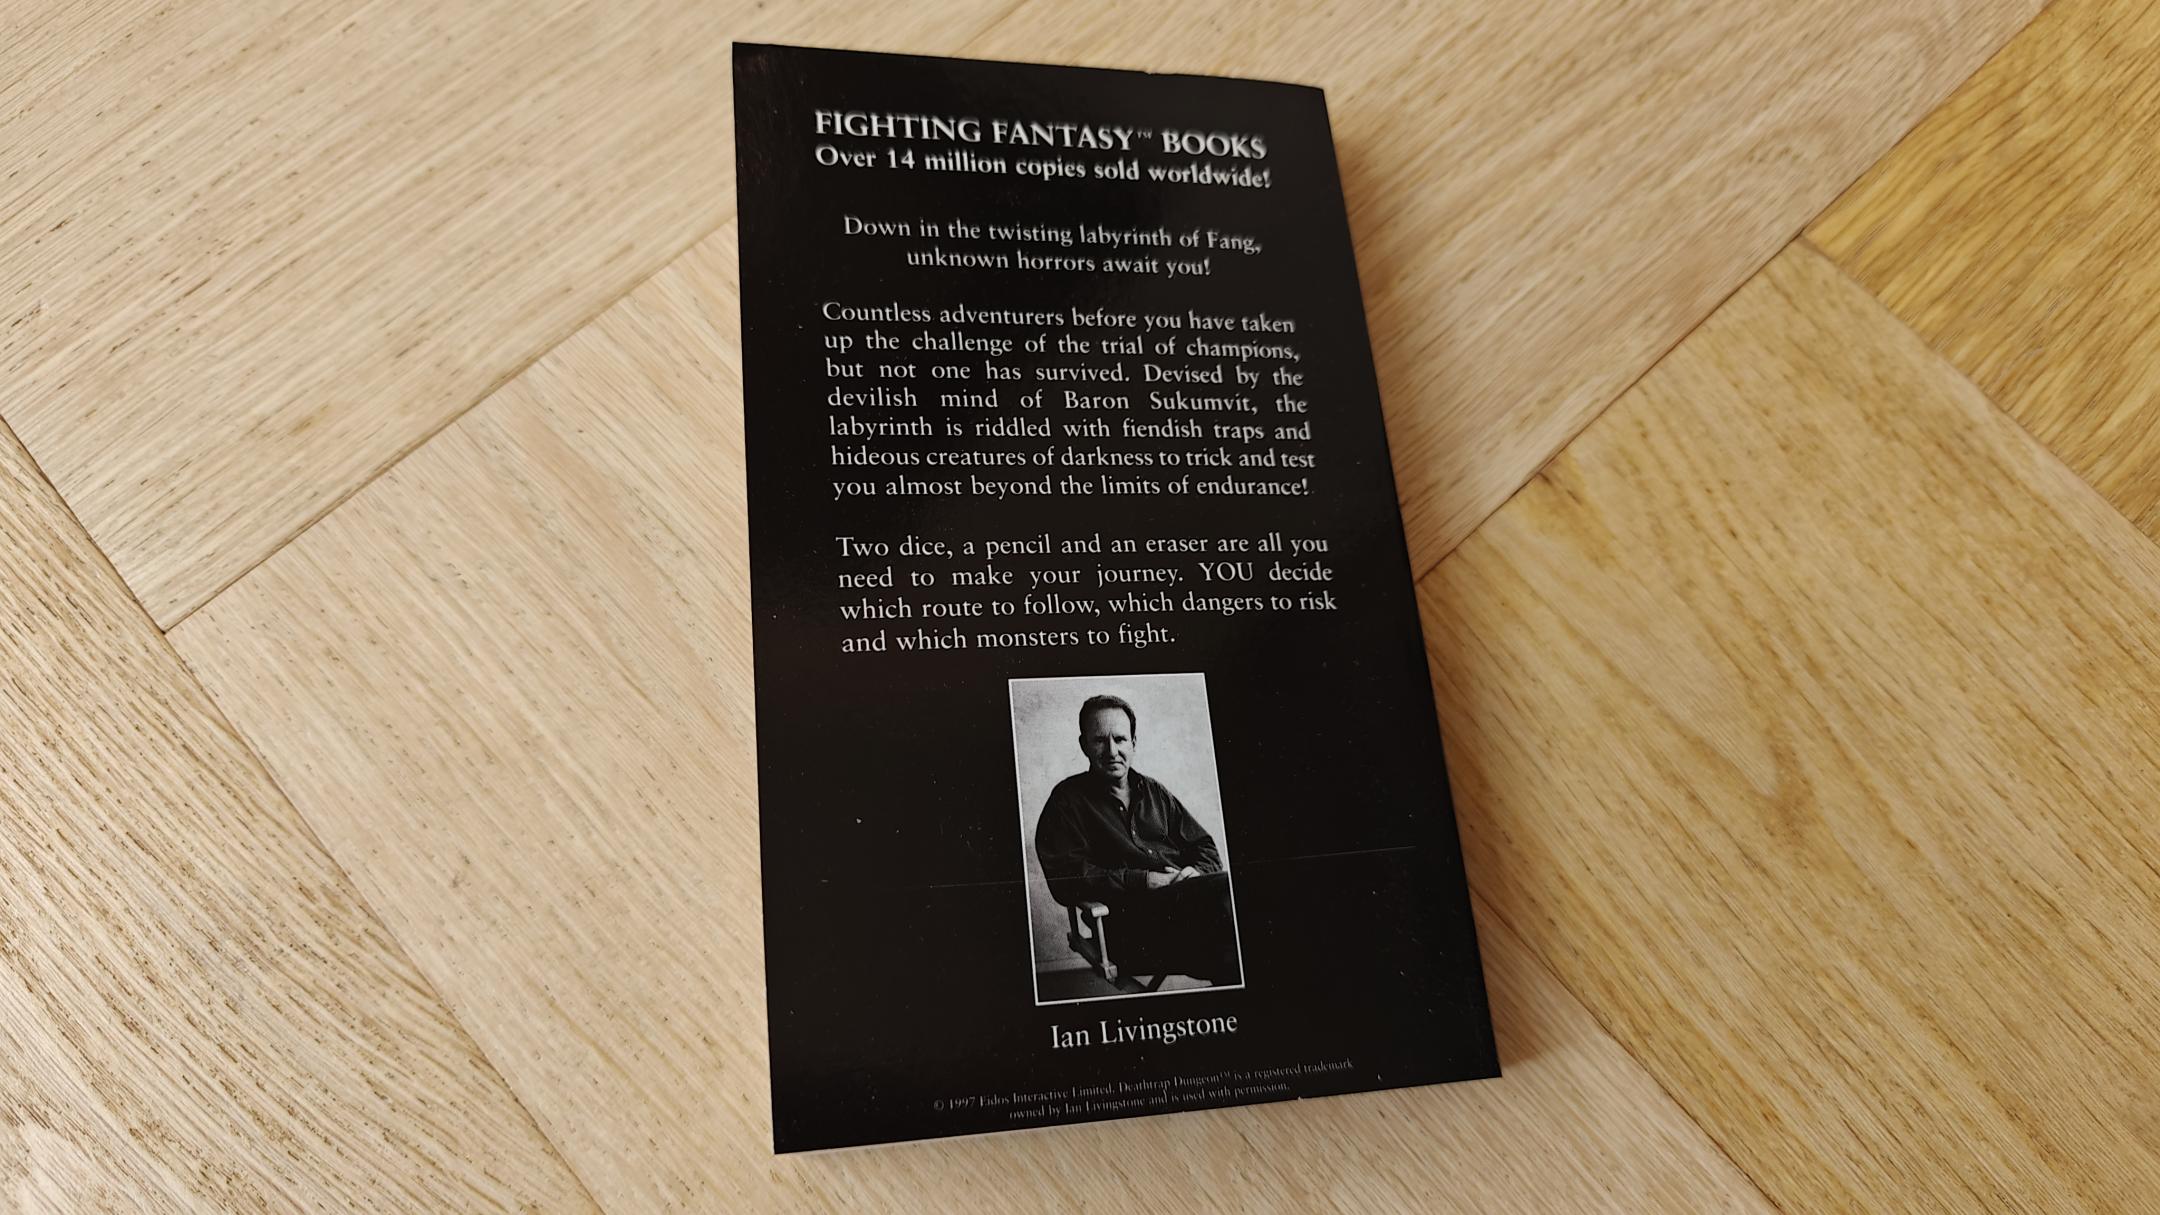 FIGHTING FANTASY™ BOOKS
Over 14 million copies sold worldwide!
Down in the twisting labyrinth of Fang,
unknown horrors await you!
Countless adventurers before you have taken
up the challenge of the trial of champions,
but not one has survived. Devised by the
devilish mind of Baron Sukumvit, the
labyrinth is riddled with fiendish traps and
hideous creatures of darkness to trick and test
you almost beyond the limits of endurance!
Two dice, a pencil and an eraser are all you
need to make your journey. YOU decide
which route to follow, which dangers to risk
and which monsters to fight.
Ian Livingstone
© 1997 Eidos Interactive Limited. Deathtrap Dungeon™ is a registered trademark
owned by Ian Livingstone and is used with permission.